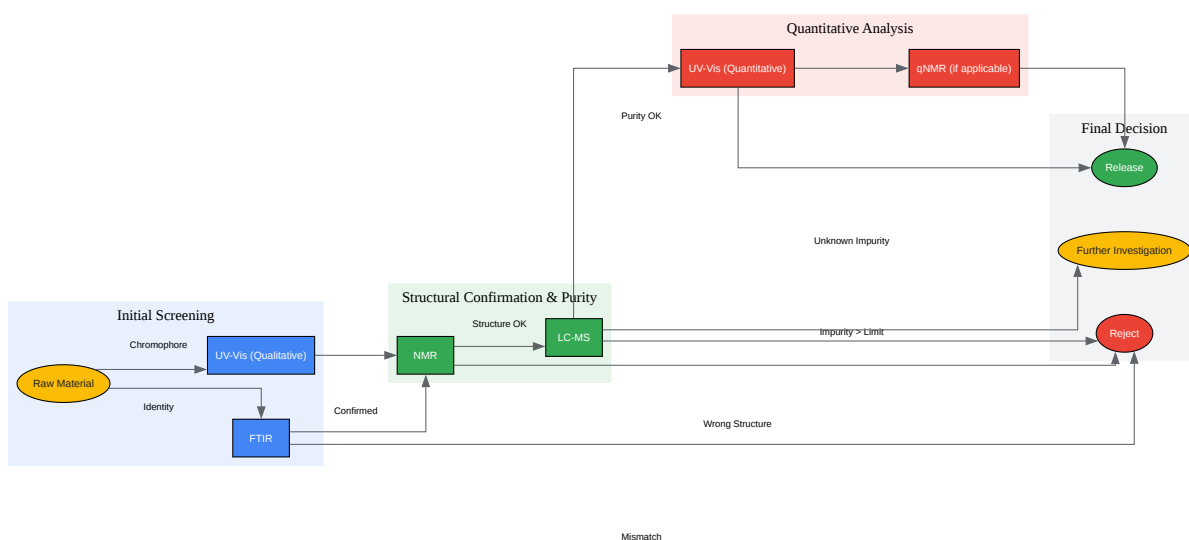 Quantitative Analysis
UV-Vis (Quantitative)
qNMR (if applicable)
Purity OK
Final Decision
Release
Unknown Impurity
Further Investigation
Structural Confirmation & Purity
Initial Screening
Structure OK
LC-MS
Impurity > Limit
Reject
Chromophore
UV-Vis (Qualitative)
NMR
Raw Material
Identity
Confirmed
Wrong Structure
FTIR
Mismatch